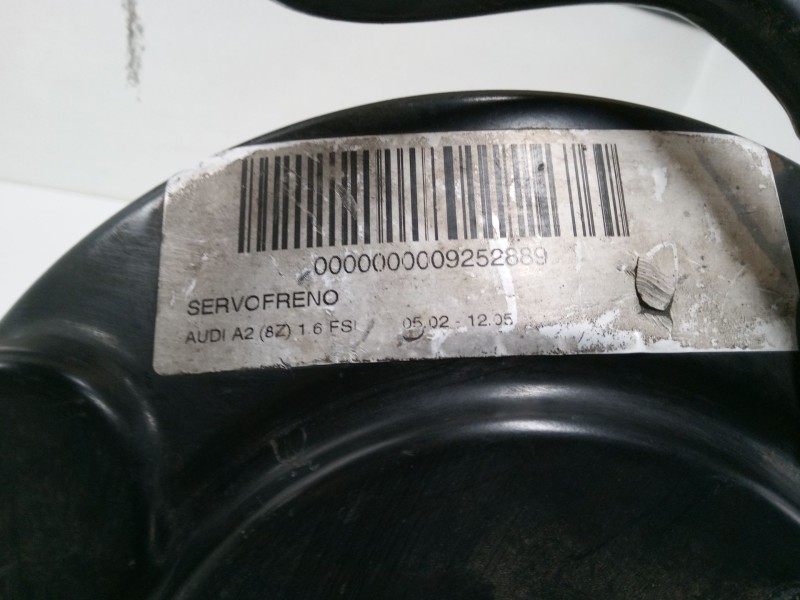 0000000009252889
SERVOFRENO
AUDI A2 (8Z) 1.6 FSI 05.02 - 12.05